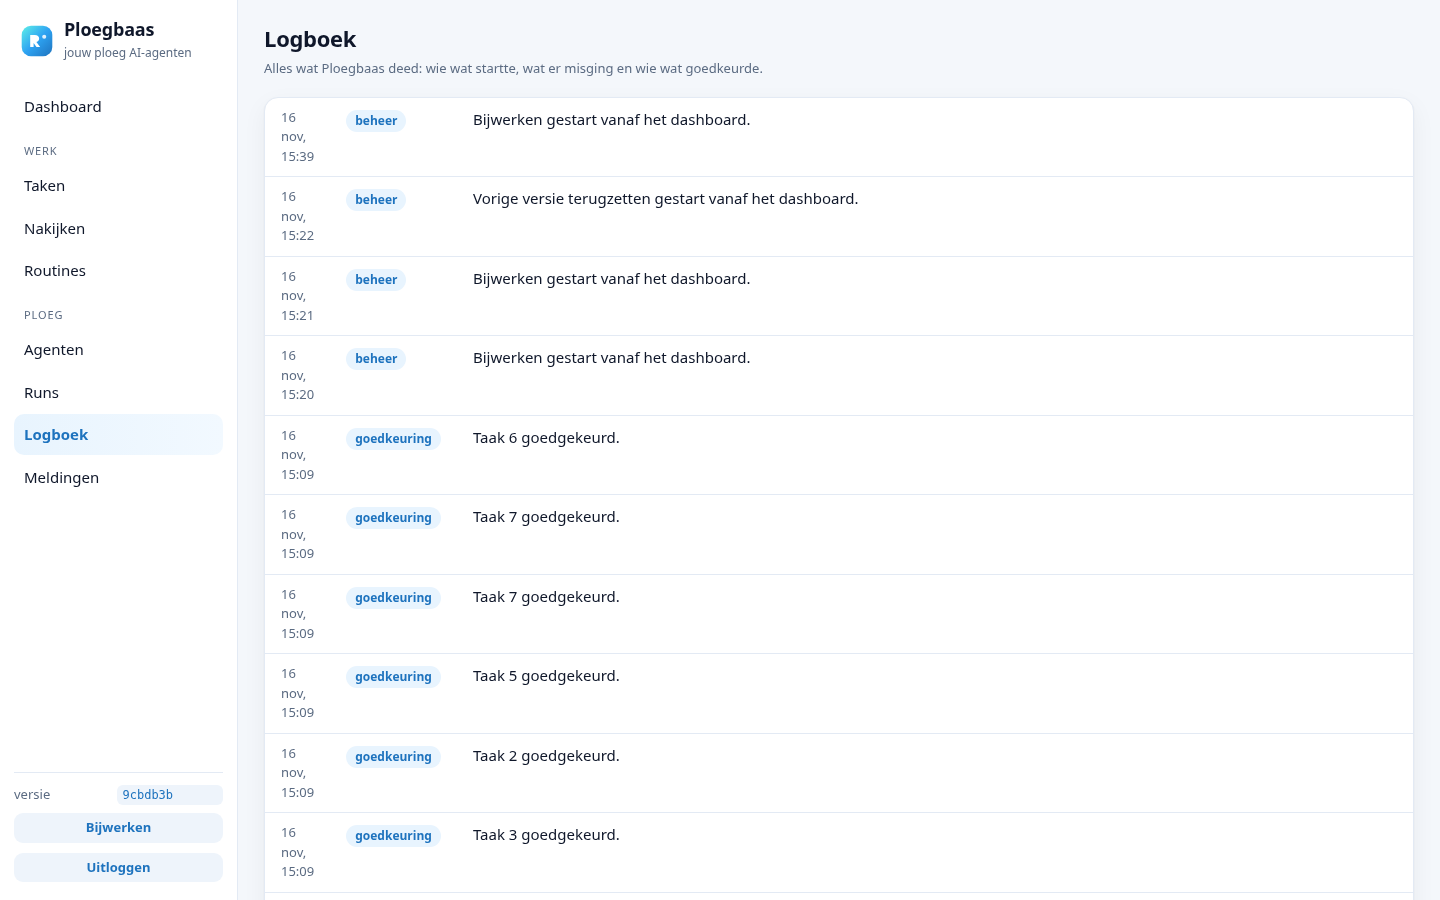 Ploegbaas
jouw ploeg AI-agenten
Dashboard
WERK
Taken
Nakijken
Routines
PLOEG
Agenten
Runs
Logboek
Meldingen
versie 9cbdb3b
Bijwerken
Uitloggen
Logboek
Alles wat Ploegbaas deed: wie wat startte, wat er misging en wie wat goedkeurde.
16 nov, 15:39 beheer Bijwerken gestart vanaf het dashboard.
16 nov, 15:22 beheer Vorige versie terugzetten gestart vanaf het dashboard.
16 nov, 15:21 beheer Bijwerken gestart vanaf het dashboard.
16 nov, 15:20 beheer Bijwerken gestart vanaf het dashboard.
16 nov, 15:09 goedkeuring Taak 6 goedgekeurd.
16 nov, 15:09 goedkeuring Taak 7 goedgekeurd.
16 nov, 15:09 goedkeuring Taak 7 goedgekeurd.
16 nov, 15:09 goedkeuring Taak 5 goedgekeurd.
16 nov, 15:09 goedkeuring Taak 2 goedgekeurd.
16 nov, 15:09 goedkeuring Taak 3 goedgekeurd.